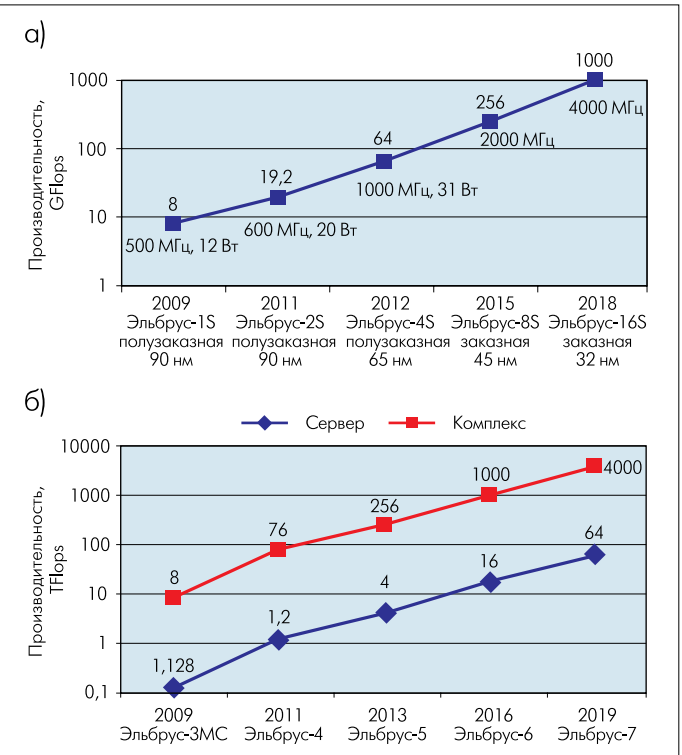 а)
Производительность,
GFlops
1000
100
10
1
8
500 МГц, 12 Вт
19,2
600 МГц, 20 Вт
64
1000 МГц, 31 Вт
256
2000 МГц
1000
4000 МГц
2009
Эльбрус-1S
полузаказная
90 нм
2011
Эльбрус-2S
полузаказная
90 нм
2012
Эльбрус-4S
полузаказная
65 нм
2015
Эльбрус-8S
заказная
45 нм
2018
Эльбрус-16S
заказная
32 нм
б)
Сервер
Комплекс
Производительность,
TFlops
10000
1000
100
10
1
0,1
8
76
256
1000
4000
1,128
1,2
4
16
64
2009
Эльбрус-3МС
2011
Эльбрус-4
2013
Эльбрус-5
2016
Эльбрус-6
2019
Эльбрус-7